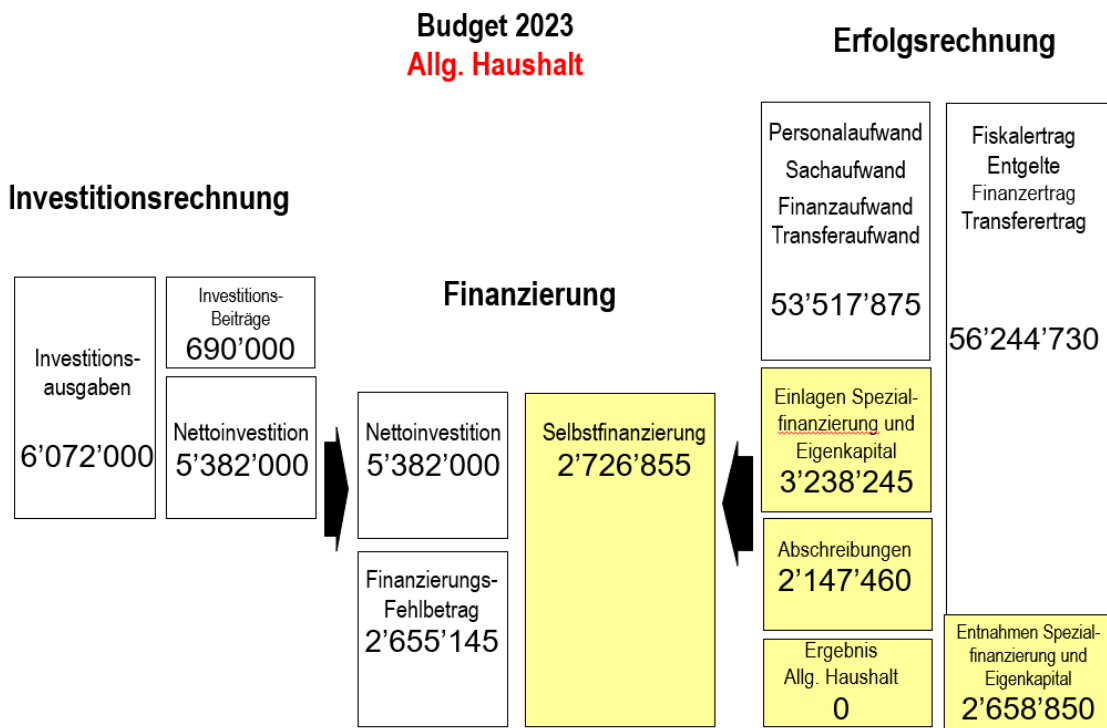 Budget 2023
Allg. Haushalt
Erfolgsrechnung
Investitionsrechnung
Investitions-
ausgaben
6’072’000
Investitions-
Beiträge
690’000
Nettoinvestition
5’382’000
Finanzierung
Nettoinvestition
5’382’000
Finanzierungs-
Fehlbetrag
2’655’145
Selbstfinanzierung
2’726’855
Personalaufwand
Sachaufwand
Finanzaufwand
Transferaufwand
53’517’875
Einlagen Spezial-
finanzierung und
Eigenkapital
3’238’245
Abschreibungen
2’147’460
Ergebnis
Allg. Haushalt
0
Fiskalertrag
Entgelte
Finanzertrag
Transferertrag
56’244’730
Entnahmen Spezial-
finanzierung und
Eigenkapital
2’658’850